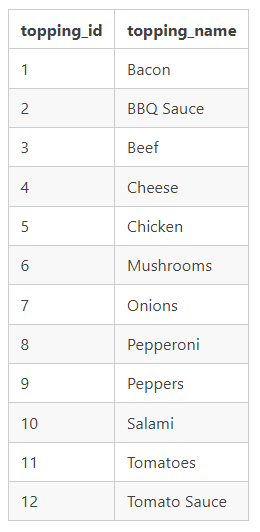 topping_id topping_name
1 Bacon
2 BBQ Sauce
3 Beef
4 Cheese
5 Chicken
6 Mushrooms
7 Onions
8 Pepperoni
9 Peppers
10 Salami
11 Tomatoes
12 Tomato Sauce